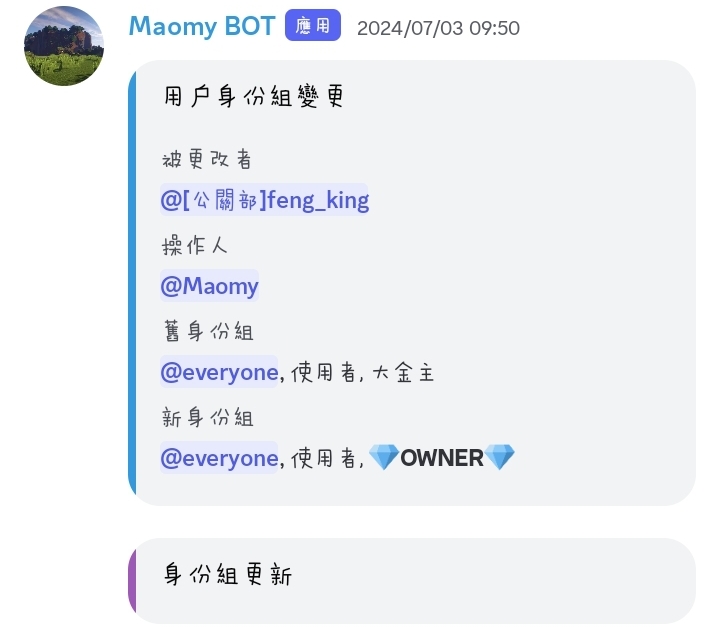 Maomy BOT 應用 2024/07/03 09:50
用戶身份組變更
被更改者
@[公關部]feng_king
操作人
@Maomy
舊身份組
@everyone, 使用者, 大金主
新身份組
@everyone, 使用者, 💎OWNER💎
身份組更新